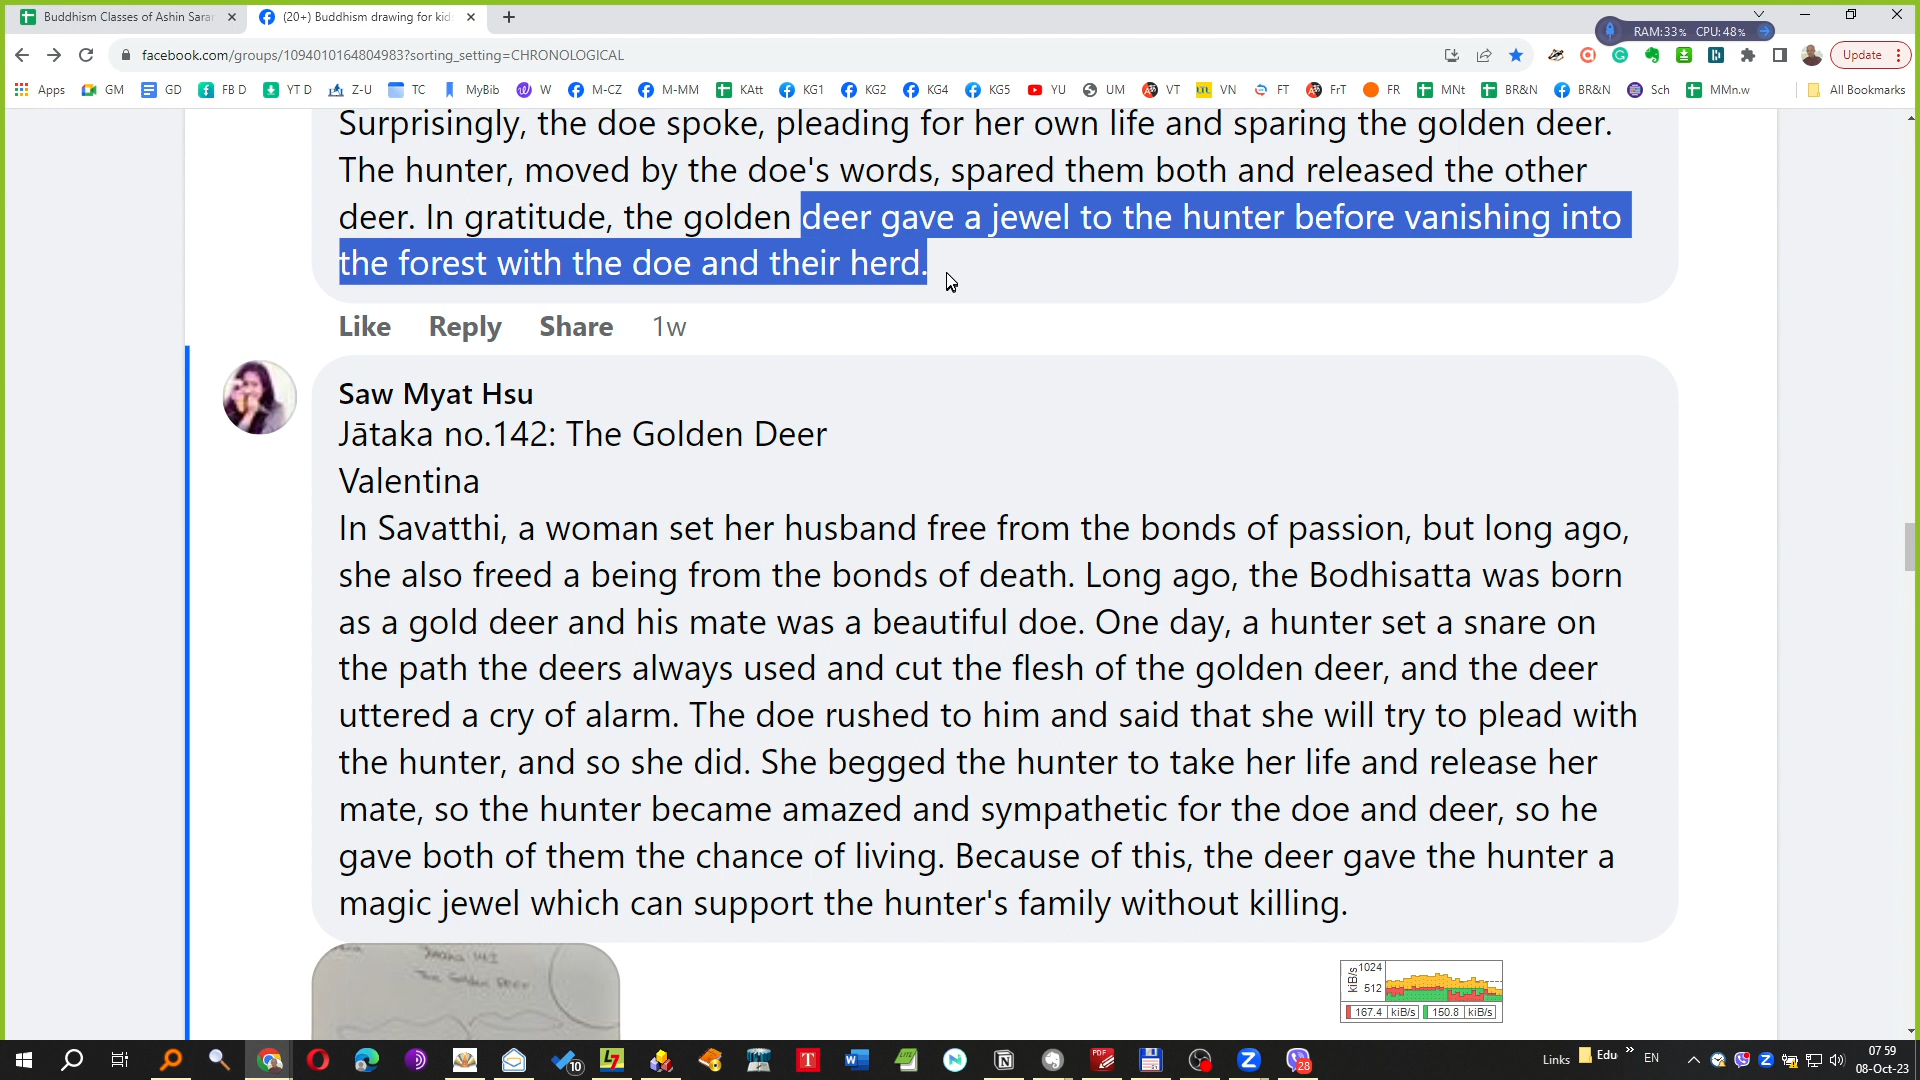 Buddhism Classes of Ashin Sarar
(20+) Buddhism drawing for kid
RAM:33% CPU:48%
facebook.com/groups/1094010164804983?sorting_setting=CHRONOLOGICAL
Update
Apps GM GD FB D YT D Z-U TC MyBib W M-CZ M-MM KAtt KG1 KG2 KG4 KG5 YU UM VT VN FT FrT FR MNt BR&N BR&N Sch MMn.w All Bookmarks
Surprisingly, the doe spoke, pleading for her own life and sparing the golden deer.
The hunter, moved by the doe's words, spared them both and released the other
deer. In gratitude, the golden deer gave a jewel to the hunter before vanishing into
the forest with the doe and their herd.
Like Reply Share 1w
Saw Myat Hsu
Jātaka no.142: The Golden Deer
Valentina
In Savatthi, a woman set her husband free from the bonds of passion, but long ago,
she also freed a being from the bonds of death. Long ago, the Bodhisatta was born
as a gold deer and his mate was a beautiful doe. One day, a hunter set a snare on
the path the deers always used and cut the flesh of the golden deer, and the deer
uttered a cry of alarm. The doe rushed to him and said that she will try to plead with
the hunter, and so she did. She begged the hunter to take her life and release her
mate, so the hunter became amazed and sympathetic for the doe and deer, so he
gave both of them the chance of living. Because of this, the deer gave the hunter a
magic jewel which can support the hunter's family without killing.
The Golden Deer
kiB/s 1024
512
167.4 kiB/s 150.8 kiB/s
10
28
Links Edu EN
07 59
08-Oct-23